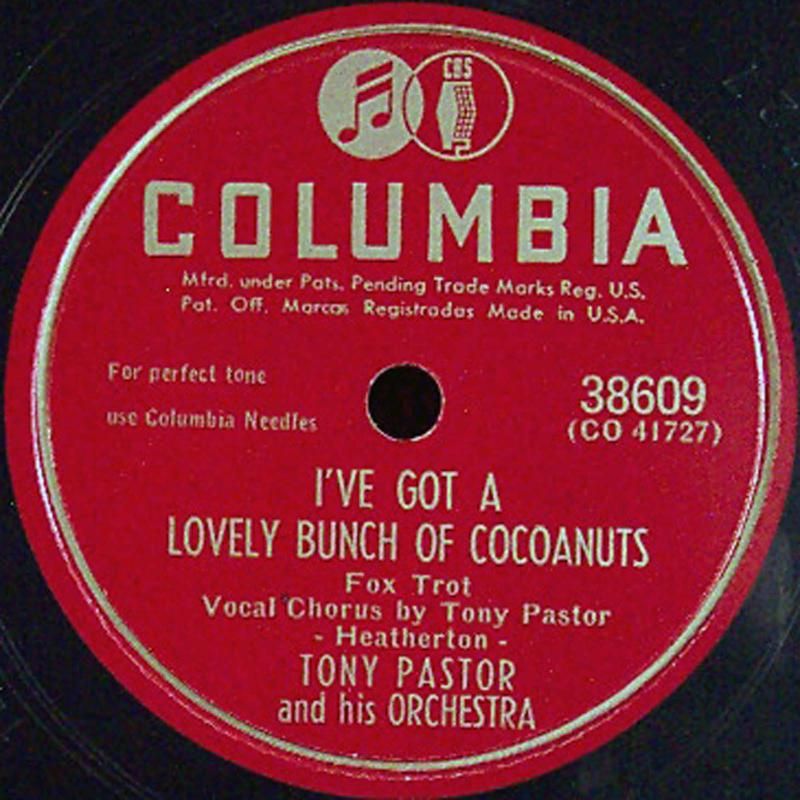 CBS
COLUMBIA
Mfrd. under Pats. Pending Trade Marks Reg. U.S.
Pat. Off. Marcas Registradas Made in U.S.A.
For perfect tone
use Columbia Needles
38609
(CO 41727)
I'VE GOT A
LOVELY BUNCH OF COCOANUTS
Fox Trot
Vocal Chorus by Tony Pastor
- Heatherton -
TONY PASTOR
and his ORCHESTRA